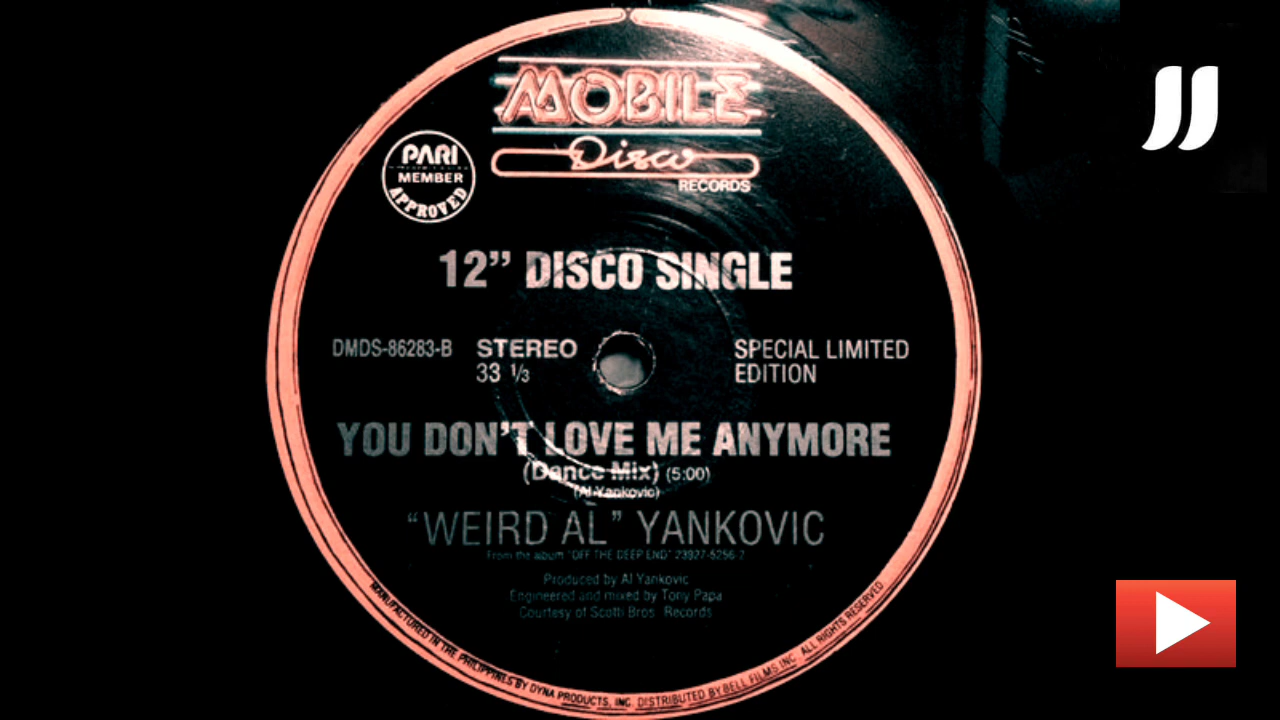 MOBILE
Disco
RECORDS
PARI
MEMBER
APPROVED
12” DISCO SINGLE
DMDS-86283-B
STEREO
33 ⅓
SPECIAL LIMITED
EDITION
YOU DON'T LOVE ME ANYMORE
(Dance Mix) (5:00)
(Al Yankovic)
“WEIRD AL” YANKOVIC
From the album "OFF THE DEEP END" 23927-5256-2
Produced by Al Yankovic
Engineered and mixed by Tony Papa
Courtesy of Scotti Bros Records
MANUFACTURED IN THE PHILIPPINES BY DYNA PRODUCTS, INC. DISTRIBUTED BY BELL FILMS INC. ALL RIGHTS RESERVED
JJ